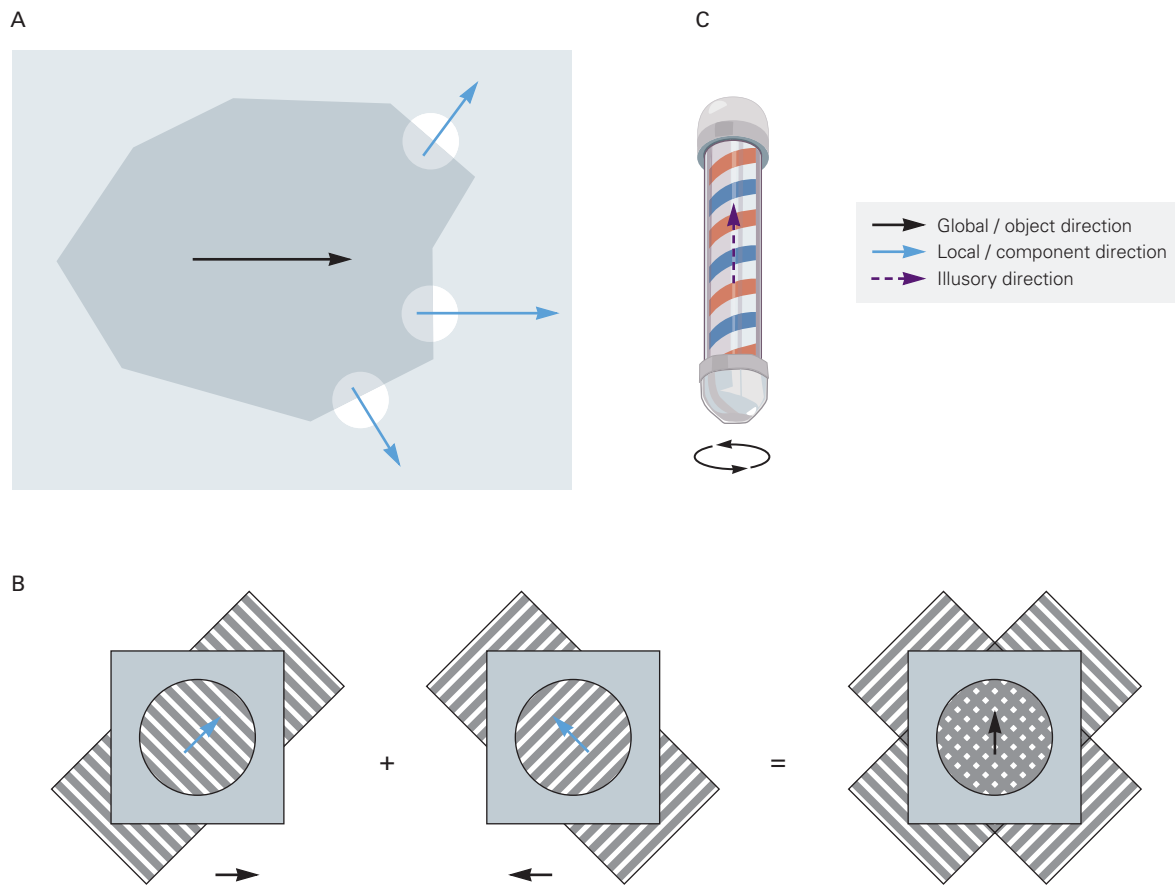 A
C
Global / object direction
Local / component direction
Illusory direction
B
+
=